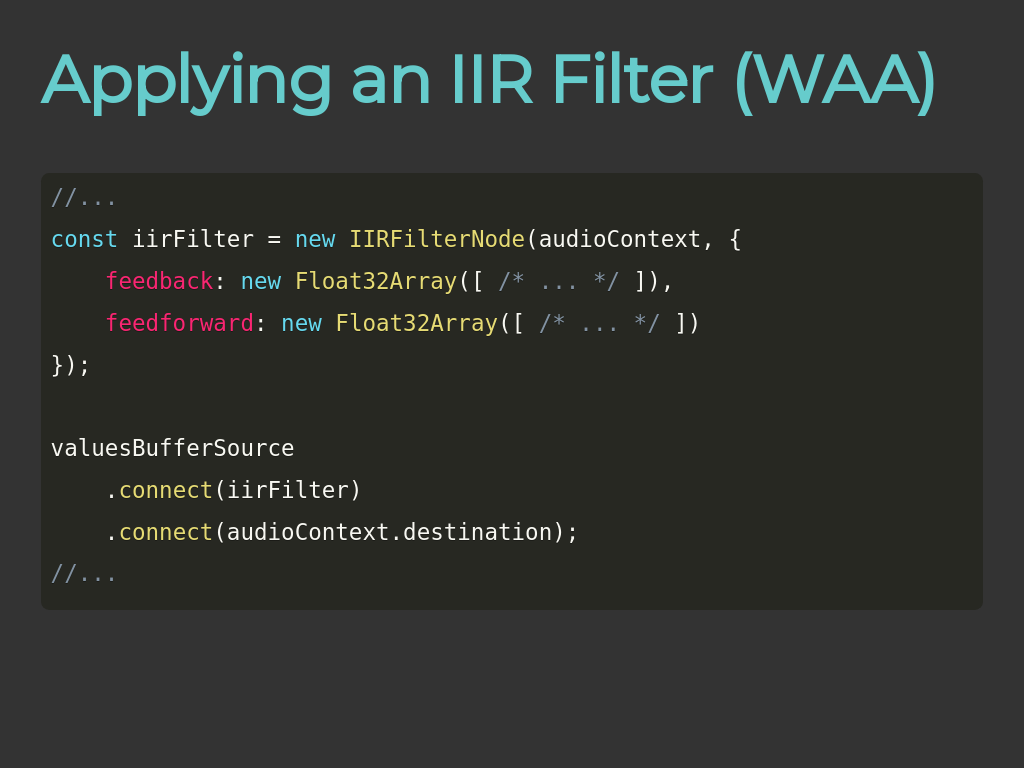 Applying an IIR Filter (WAA)
//...
const iirFilter = new IIRFilterNode(audioContext, {
    feedback: new Float32Array([ /* ... */ ]),
    feedforward: new Float32Array([ /* ... */ ])
});

valuesBufferSource
    .connect(iirFilter)
    .connect(audioContext.destination);
//...